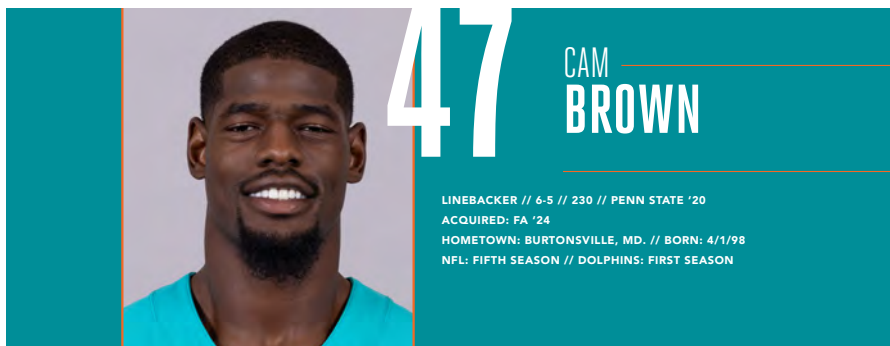 47
CAM
BROWN
LINEBACKER // 6-5 // 230 // PENN STATE ‘20
ACQUIRED: FA ‘24
HOMETOWN: BURTONSVILLE, MD. // BORN: 4/1/98
NFL: FIFTH SEASON // DOLPHINS: FIRST SEASON